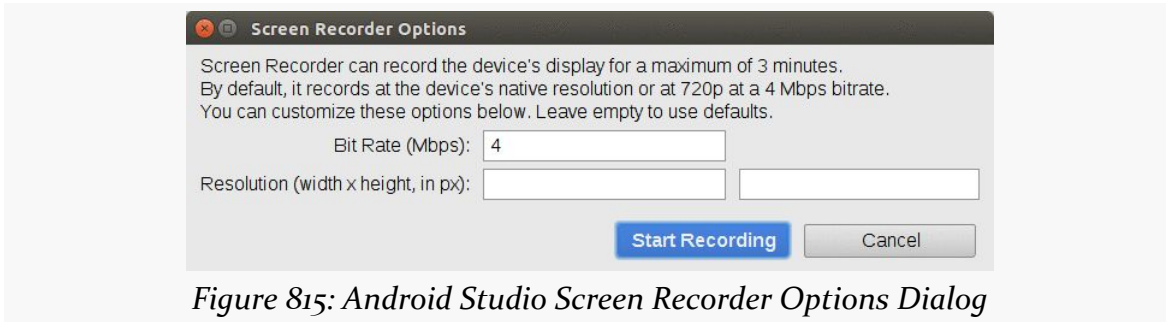 Screen Recorder Options
Screen Recorder can record the device's display for a maximum of 3 minutes.
By default, it records at the device's native resolution or at 720p at a 4 Mbps bitrate.
You can customize these options below. Leave empty to use defaults.
Bit Rate (Mbps): 4
Resolution (width x height, in px):
Start Recording Cancel
Figure 815: Android Studio Screen Recorder Options Dialog